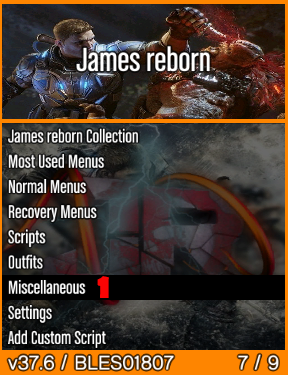 James reborn
James reborn Collection
Most Used Menus
Normal Menus
Recovery Menus
Scripts
Outfits
Miscellaneous 1
Settings
Add Custom Script
v37.6 / BLES01807 7 / 9